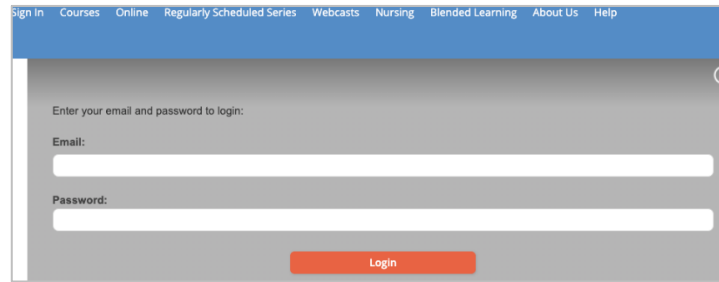 Sign In Courses Online Regularly Scheduled Series Webcasts Nursing Blended Learning About Us Help
Enter your email and password to login:
Email:
Password:
Login